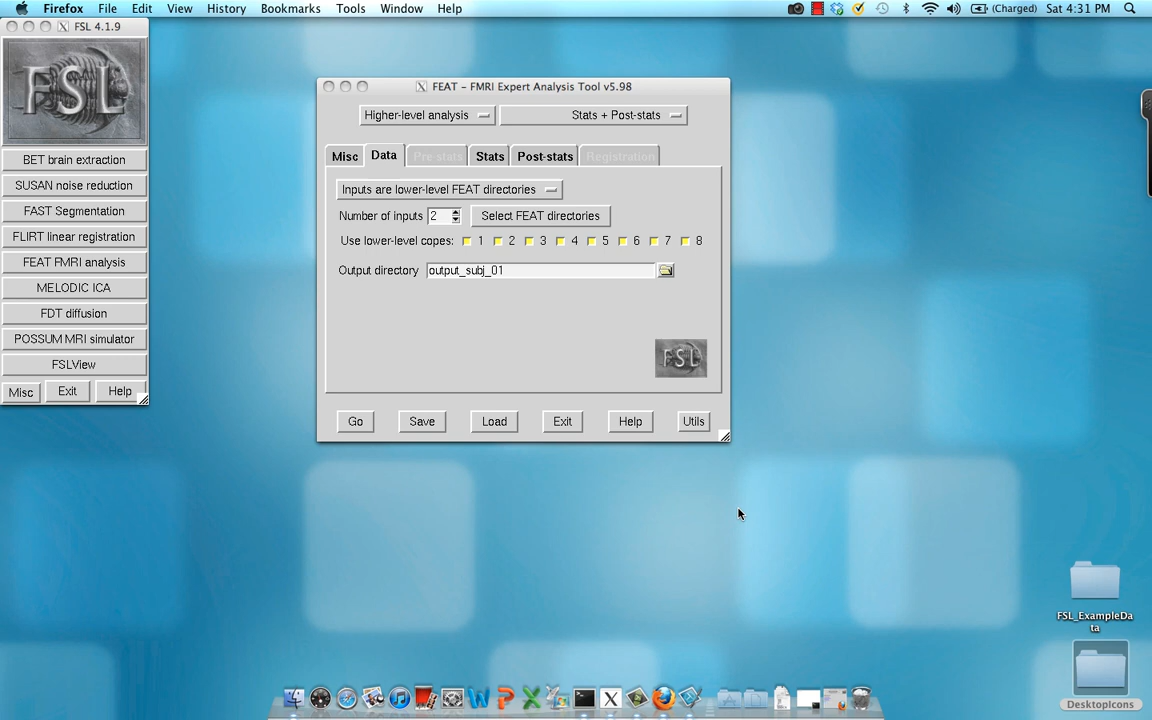 Firefox File Edit View History Bookmarks Tools Window Help (Charged) Sat 4:31 PM
X FSL 4.1.9
FSL
BET brain extraction
SUSAN noise reduction
FAST Segmentation
FLIRT linear registration
FEAT FMRI analysis
MELODIC ICA
FDT diffusion
POSSUM MRI simulator
FSLView
Misc Exit Help
X FEAT - FMRI Expert Analysis Tool v5.98
Higher-level analysis Stats + Post-stats
Misc Data Pre-stats Stats Post-stats Registration
Inputs are lower-level FEAT directories
Number of inputs 2 Select FEAT directories
Use lower-level copes: 1 2 3 4 5 6 7 8
Output directory output_subj_01
FSL
Go Save Load Exit Help Utils
FSL_ExampleDa
ta
DesktopIcons
W P X X